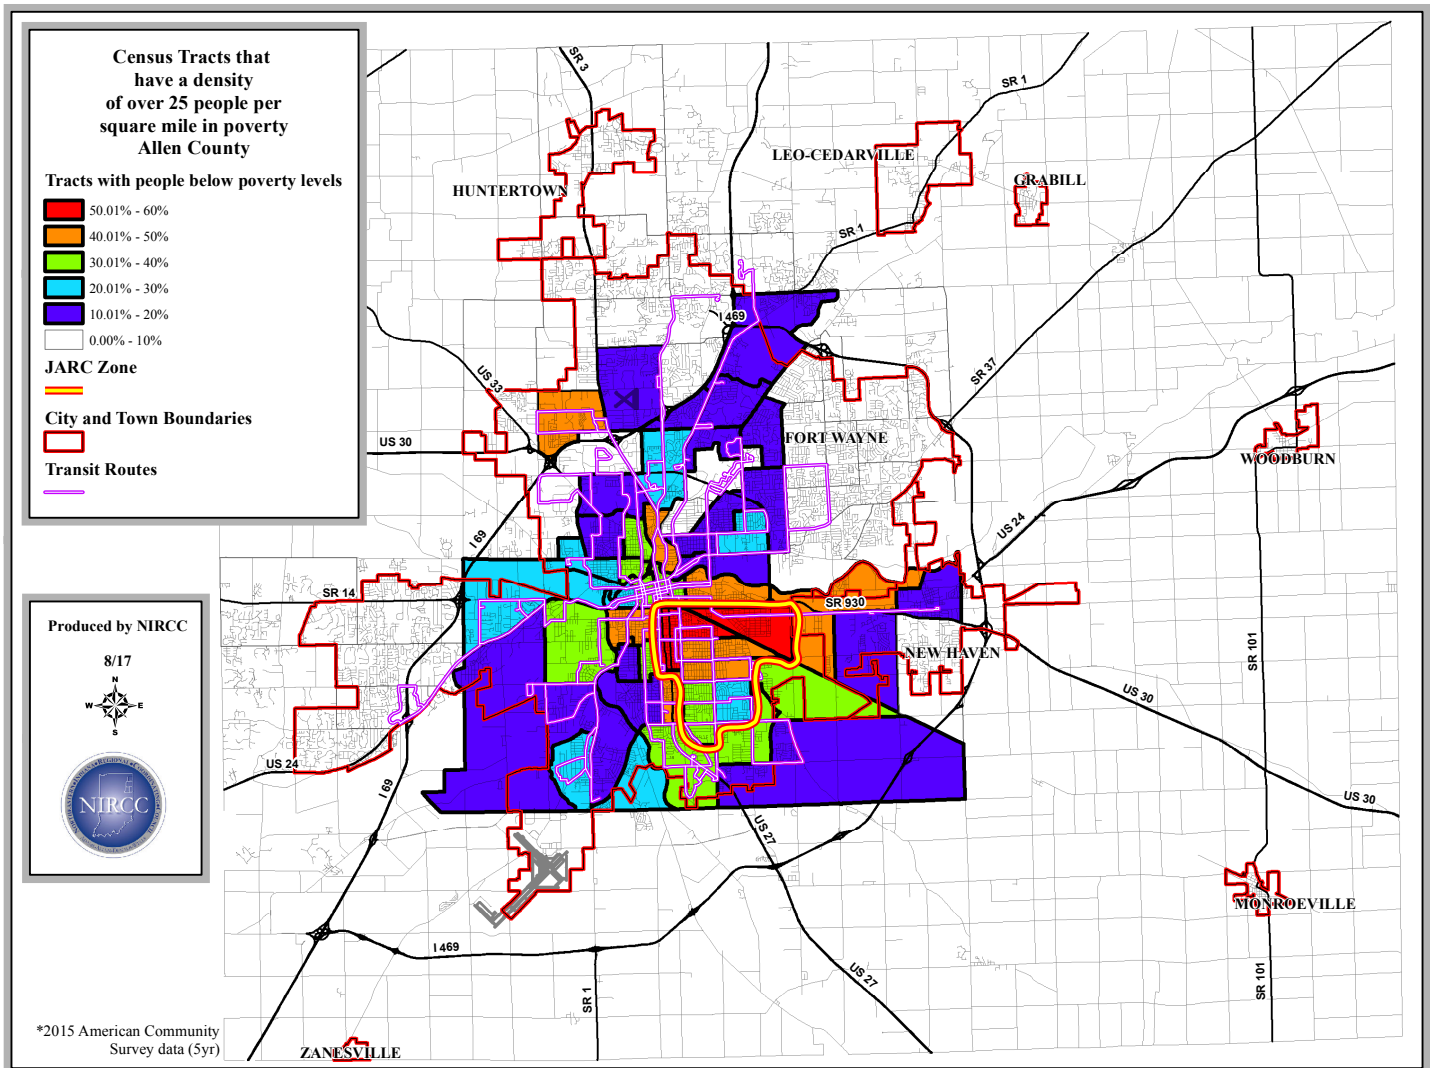 Census Tracts that
have a density
of over 25 people per
square mile in poverty
Allen County
Tracts with people below poverty levels
50.01% - 60%
40.01% - 50%
30.01% - 40%
20.01% - 30%
10.01% - 20%
0.00% - 10%
JARC Zone
City and Town Boundaries
Transit Routes
Produced by NIRCC
8/17
N
W E
S
NIRCC
*2015 American Community
Survey data (5yr)
SR 3
SR 1
LEO-CEDARVILLE
GRABILL
HUNTERTOWN
SR 1
I 469
US 33
SR 37
US 30
FORT WAYNE
WOODBURN
US 24
I 69
SR 14
SR 930
NEW HAVEN
SR 101
US 30
US 24
I 69
US 30
US 27
MONROEVILLE
I 469
US 27
SR 1
SR 101
ZANESVILLE